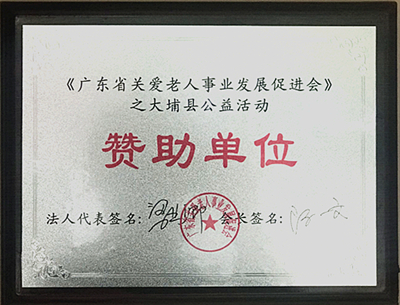 《广东省关爱老人事业发展促进会》
之大埔县公益活动
赞助单位
法人代表签名: 会长签名: